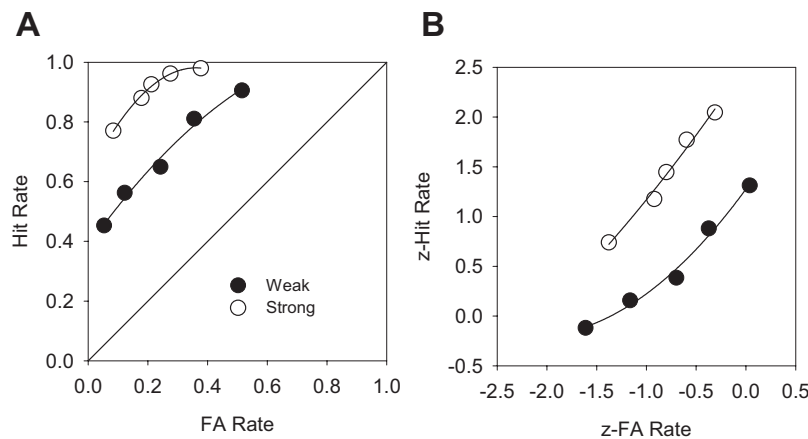 A
1.0
0.8
0.6
0.4
0.2
0.0
Hit Rate
Weak
Strong
0.0 0.2 0.4 0.6 0.8 1.0
FA Rate
B
2.5
2.0
1.5
1.0
0.5
0.0
-0.5
z-Hit Rate
-2.5 -2.0 -1.5 -1.0 -0.5 0.0 0.5
z-FA Rate